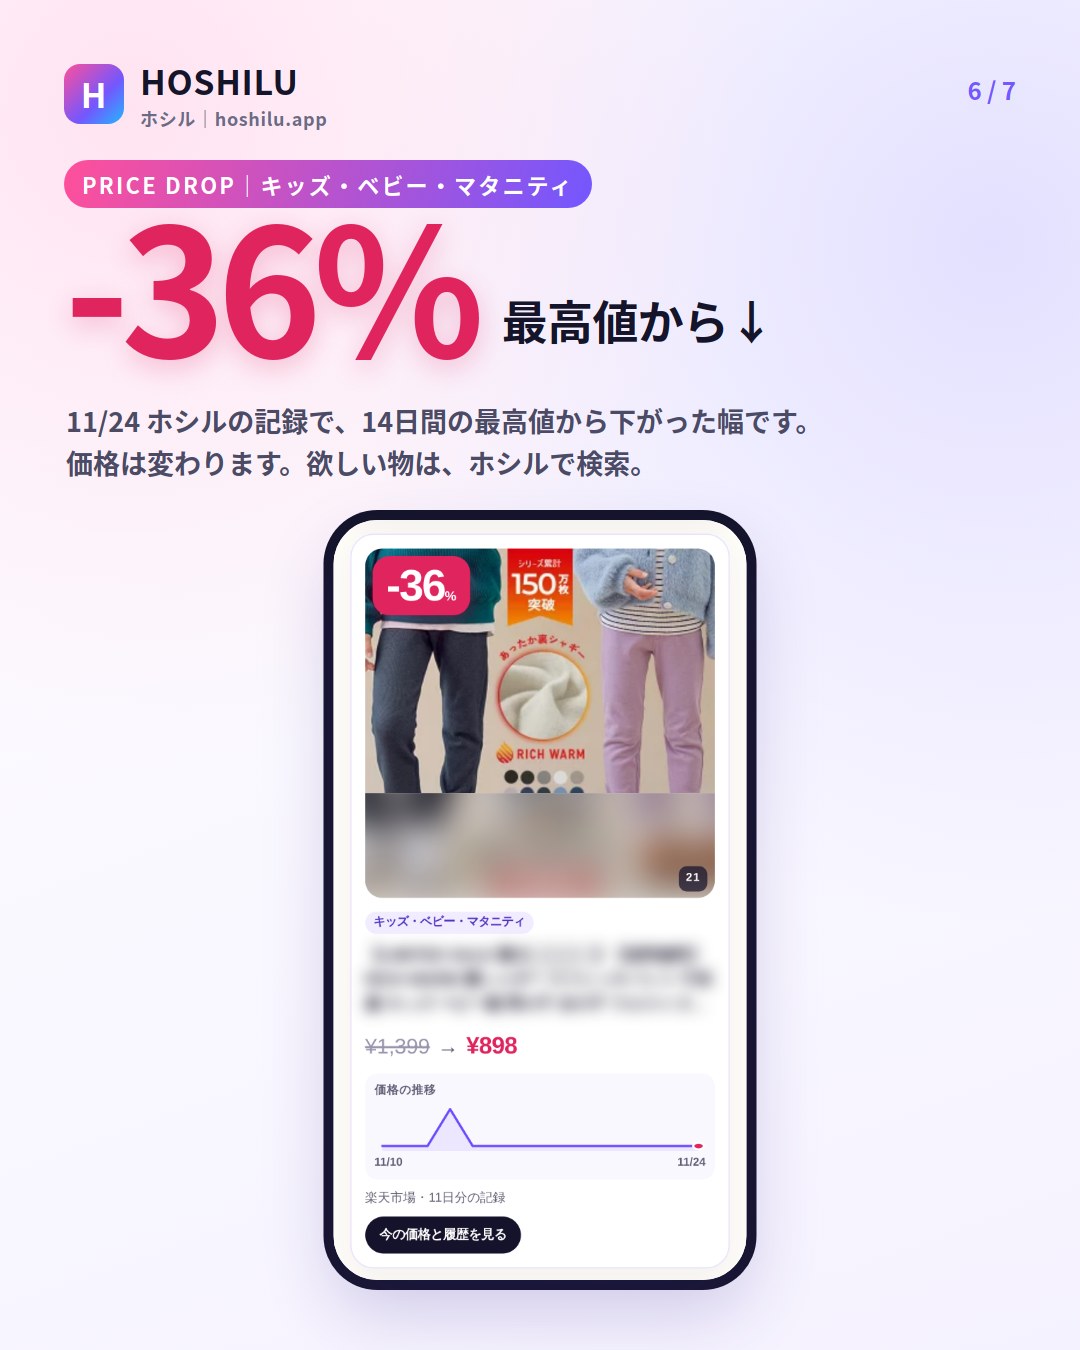 H
HOSHILU
ホシル｜hoshilu.app
6 / 7
PRICE DROP｜キッズ・ベビー・マタニティ
-36%
最高値から↓
11/24 ホシルの記録で、14日間の最高値から下がった幅です。
価格は変わります。欲しい物は、ホシルで検索。
-36%
シリーズ累計
150万枚
突破
あったか裏シャギー
RICH WARM
21
キッズ・ベビー・マタニティ
¥1,399 → ¥898
価格の推移
11/10
11/24
楽天市場・11日分の記録
今の価格と履歴を見る